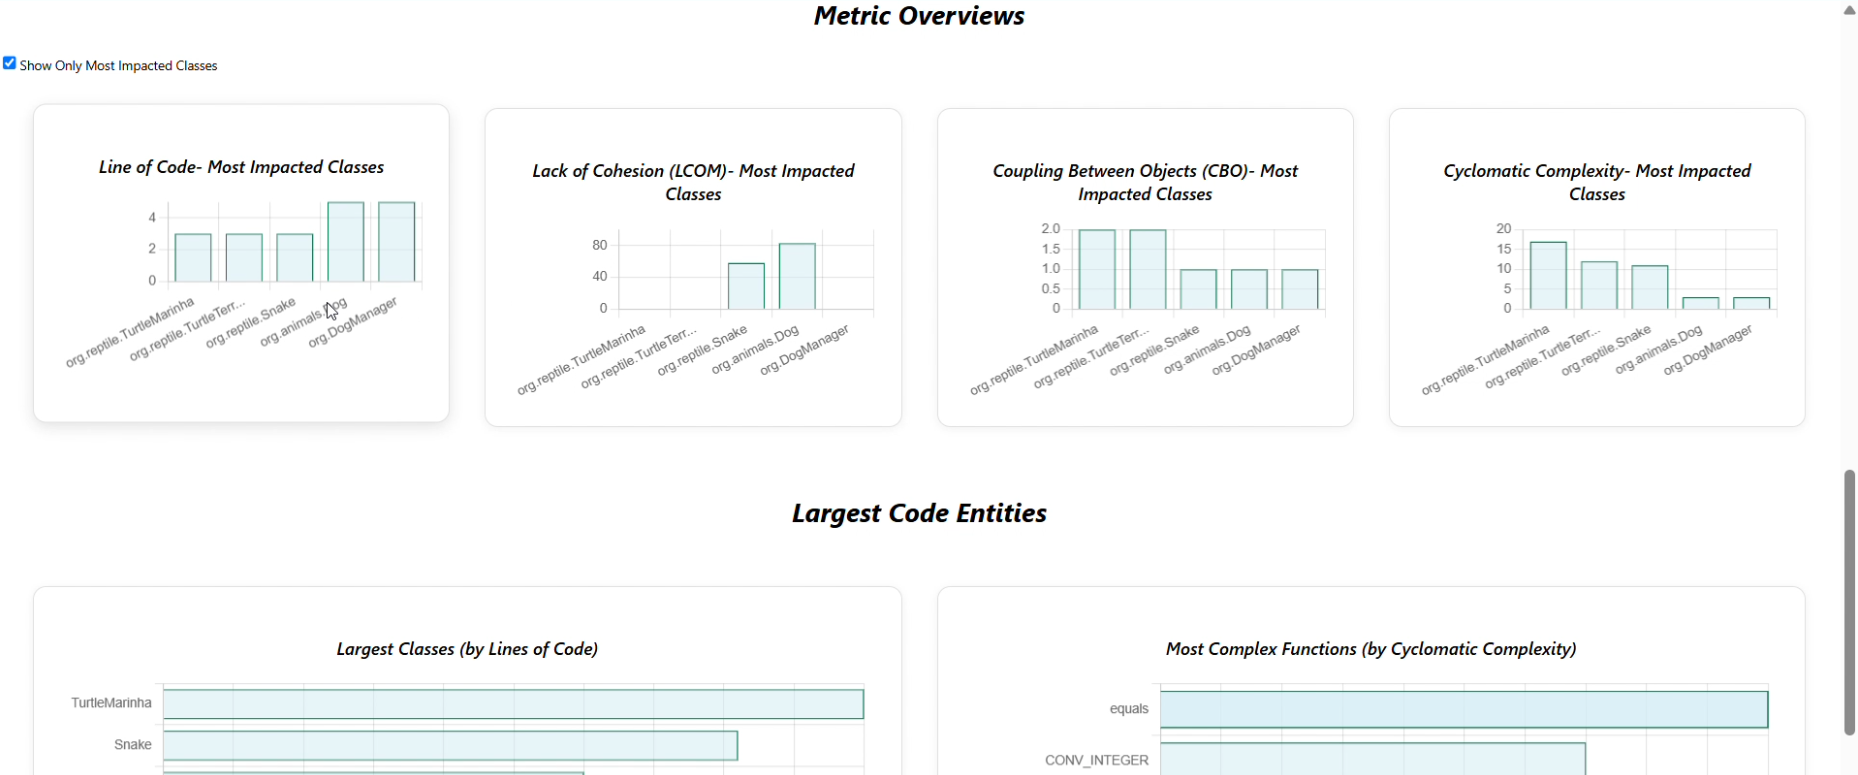 Metric Overviews
Show Only Most Impacted Classes
Line of Code- Most Impacted Classes
4
2
0
org.reptile.TurtleMarinha
org.reptile.TurtleTerr...
org.reptile.Snake
org.animals.Dog
org.DogManager
Lack of Cohesion (LCOM)- Most Impacted
Classes
80
40
0
org.reptile.TurtleMarinha
org.reptile.TurtleTerr...
org.reptile.Snake
org.animals.Dog
org.DogManager
Coupling Between Objects (CBO)- Most
Impacted Classes
2.0
1.5
1.0
0.5
0
org.reptile.TurtleMarinha
org.reptile.TurtleTerr...
org.reptile.Snake
org.animals.Dog
org.DogManager
Cyclomatic Complexity- Most Impacted
Classes
20
15
10
5
0
org.reptile.TurtleMarinha
org.reptile.TurtleTerr...
org.reptile.Snake
org.animals.Dog
org.DogManager
Largest Code Entities
Largest Classes (by Lines of Code)
TurtleMarinha
Snake
Most Complex Functions (by Cyclomatic Complexity)
equals
CONV_INTEGER